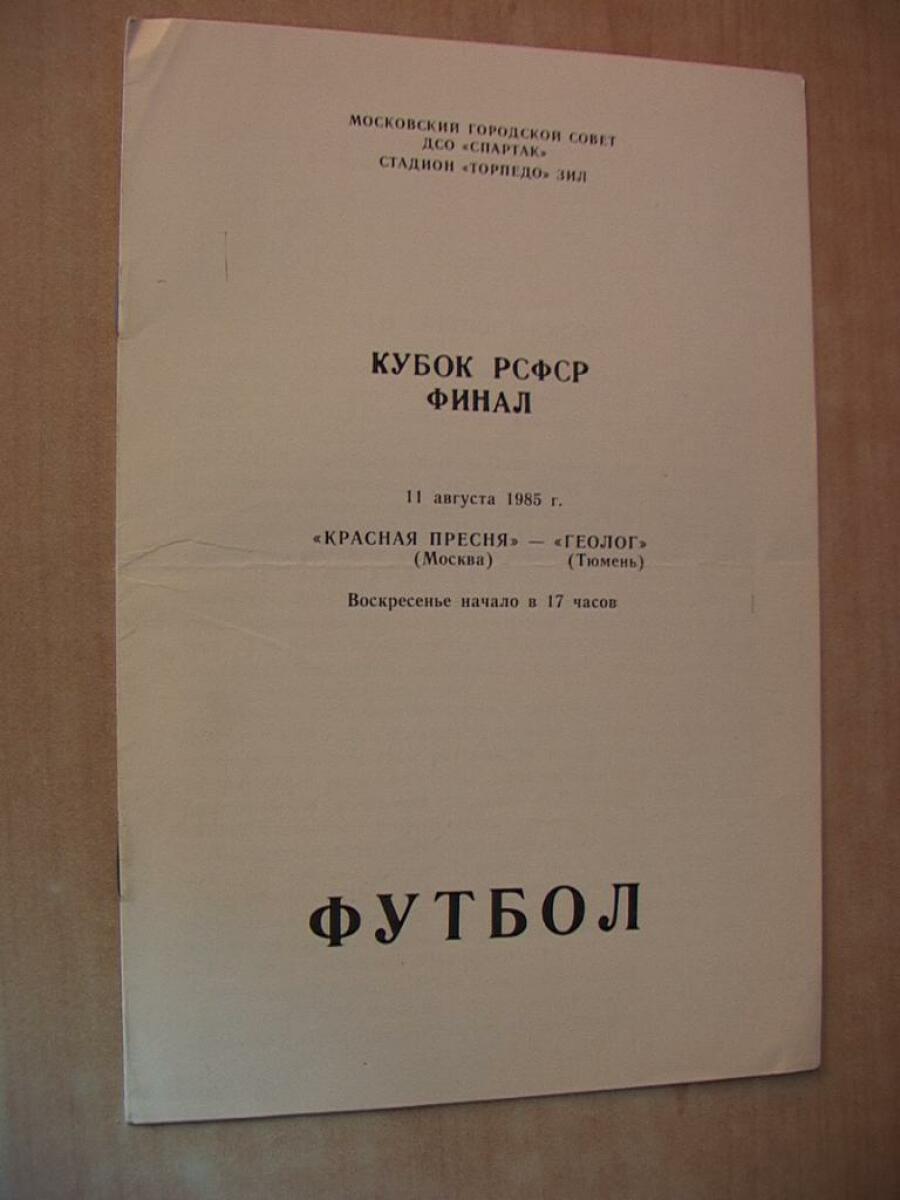 МОСКОВСКИЙ ГОРОДСКОЙ СОВЕТ
ДСО «СПАРТАК»
СТАДИОН «ТОРПЕДО» ЗИЛ
КУБОК РСФСР
ФИНАЛ
11 августа 1985 г.
«КРАСНАЯ ПРЕСНЯ» — «ГЕОЛОГ»
(Москва) (Тюмень)
Воскресенье начало в 17 часов
ФУТБОЛ